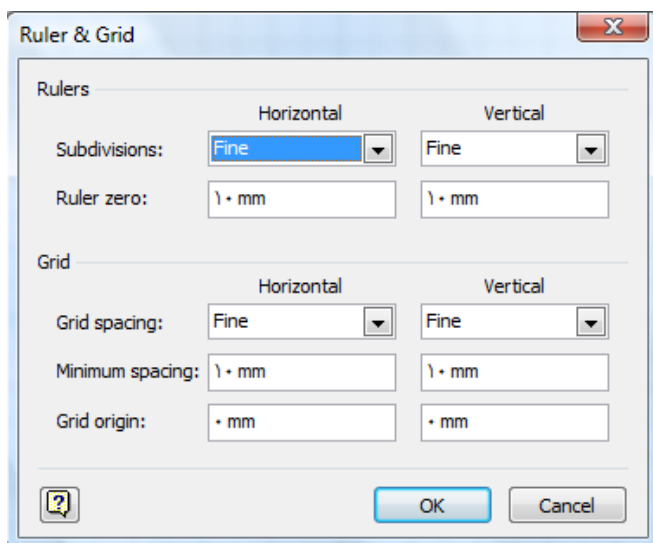 Ruler & Grid
Rulers
Horizontal Vertical
Subdivisions: Fine Fine
Ruler zero: ١٠ mm ١٠ mm
Grid
Horizontal Vertical
Grid spacing: Fine Fine
Minimum spacing: ١٠ mm ١٠ mm
Grid origin: ٠ mm ٠ mm
OK Cancel